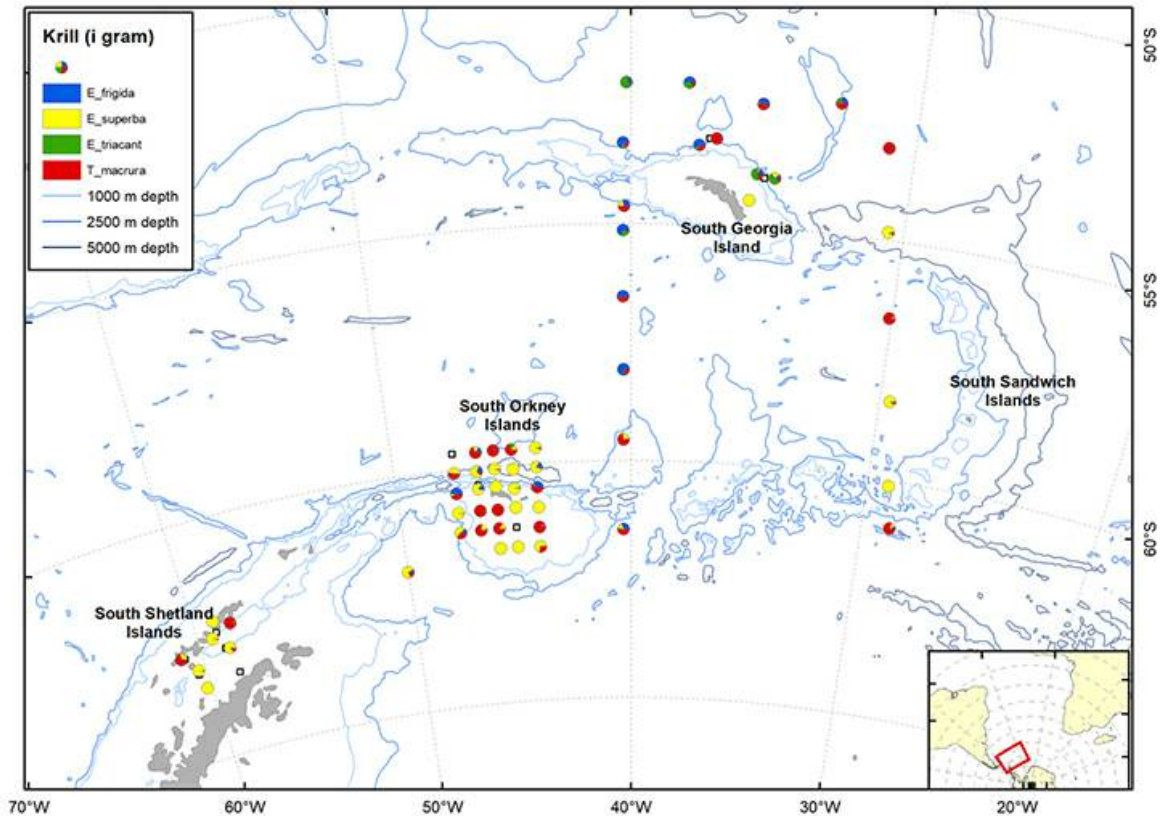 Krill (i gram)
E_frigida
E_superba
E_triacant
T_macrura
1000 m depth
2500 m depth
5000 m depth
South Georgia
Island
South Sandwich
Islands
South Orkney
Islands
South Shetland
Islands
50°S
55°S
60°S
70°W
60°W
50°W
40°W
30°W
20°W